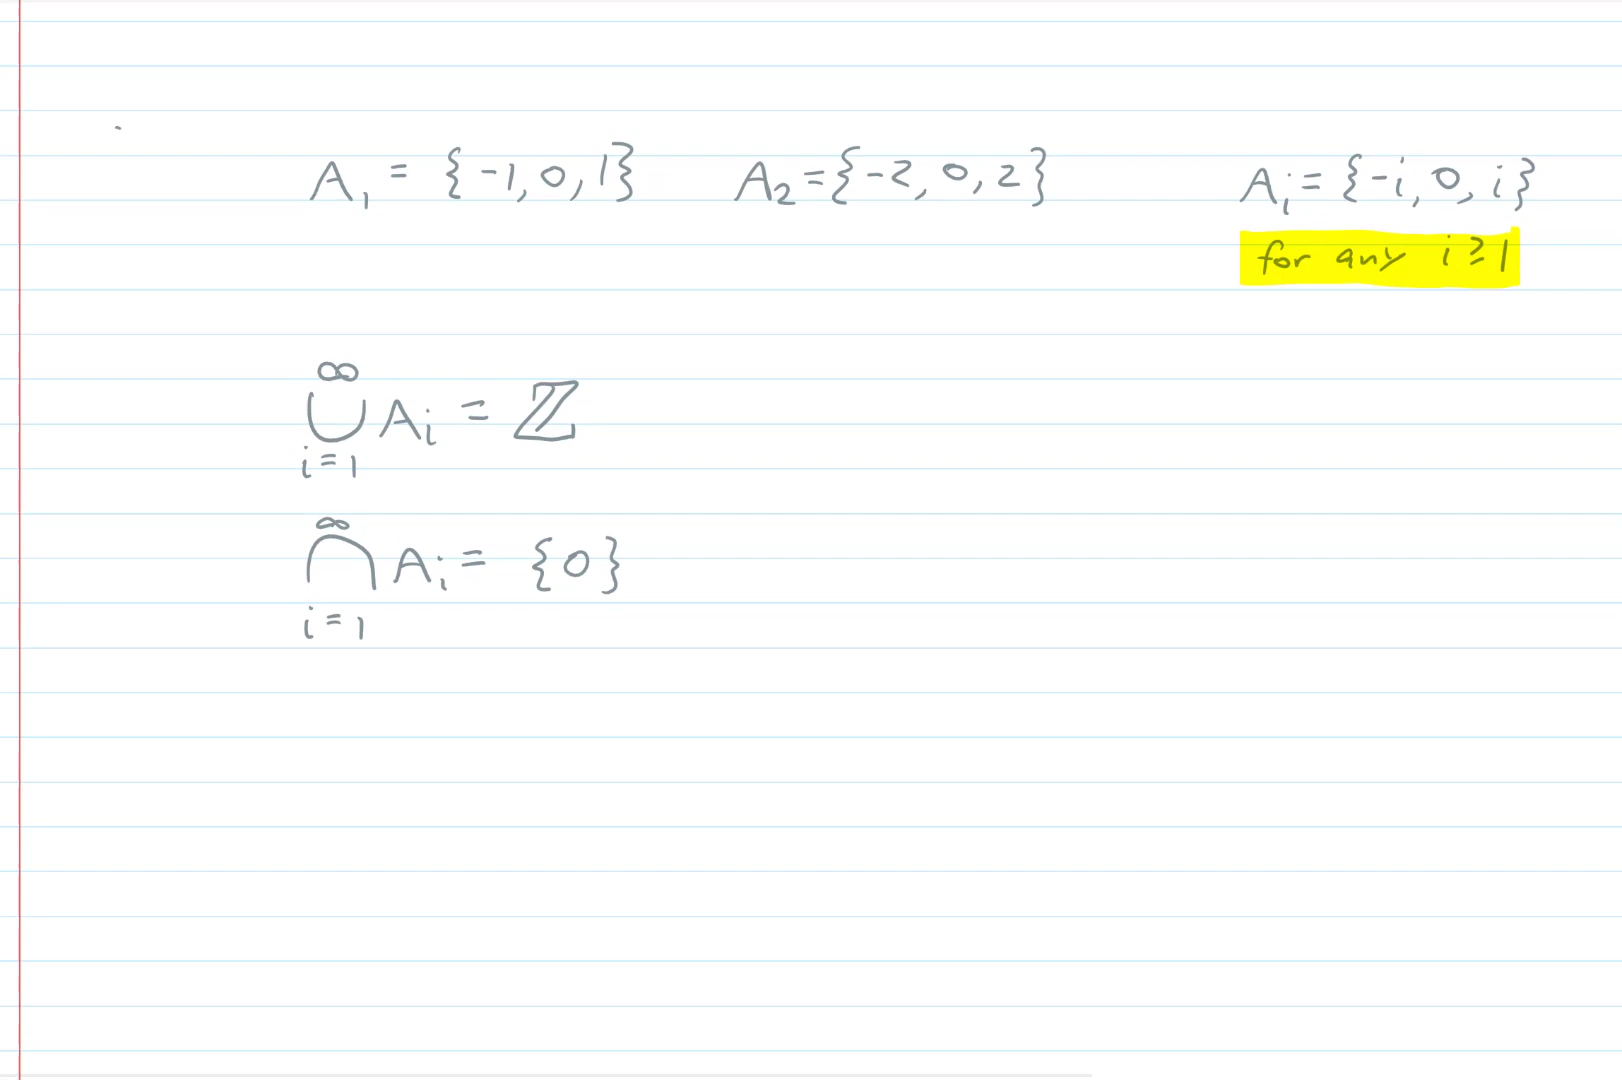 A₁ = {-1, 0, 1} A₂ = {-2, 0, 2} Aᵢ = {-i, 0, i}
for any i ≥ 1
∞
⋃ Aᵢ = ℤ
i = 1
∞
⋂ Aᵢ = {0}
i = 1